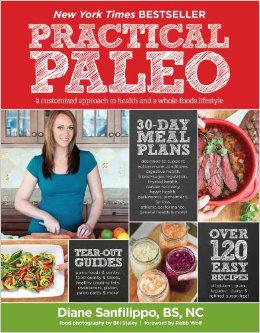 New York Times BESTSELLER
PRACTICAL
PALEO
a customized approach to health and a whole-foods lifestyle
30-DAY
MEAL
PLANS
designed to support:
autoimmune conditions,
digestive health,
blood sugar regulation,
thyroid health,
cancer recovery,
heart health,
fat loss,
athletic performance,
general health & more!
TEAR-OUT
GUIDES
OVER
120
EASY
RECIPES
Diane Sanfilippo, BS, NC
food photography by Bill Staley | foreword by Robb Wolf